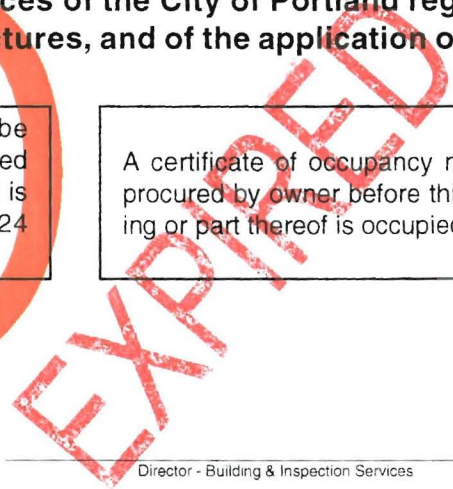 ces of the City of Portland reg
ctures, and of the application o
be
ed
is
24
A certificate of occupancy
procured by owner before thi
ing or part thereof is occupie
EXPIRED
Director - Building & Inspection Services